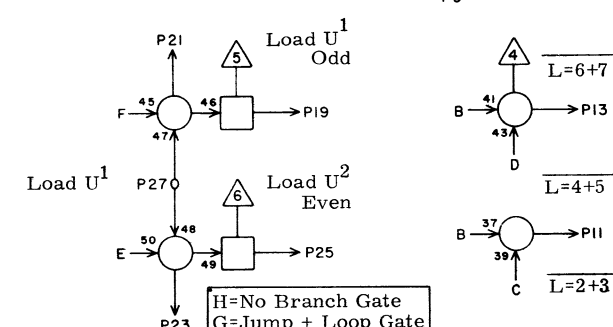 P21
5
Load U1
Odd
4
L=6+7
F
45
46
P19
B
41
P13
47
43
D
Load U1
P27
6
Load U2
Even
L=4+5
48
B
37
P11
E
50
49
P25
39
C
L=2+3
P23
H=No Branch Gate
G=Jump + Loop Gate